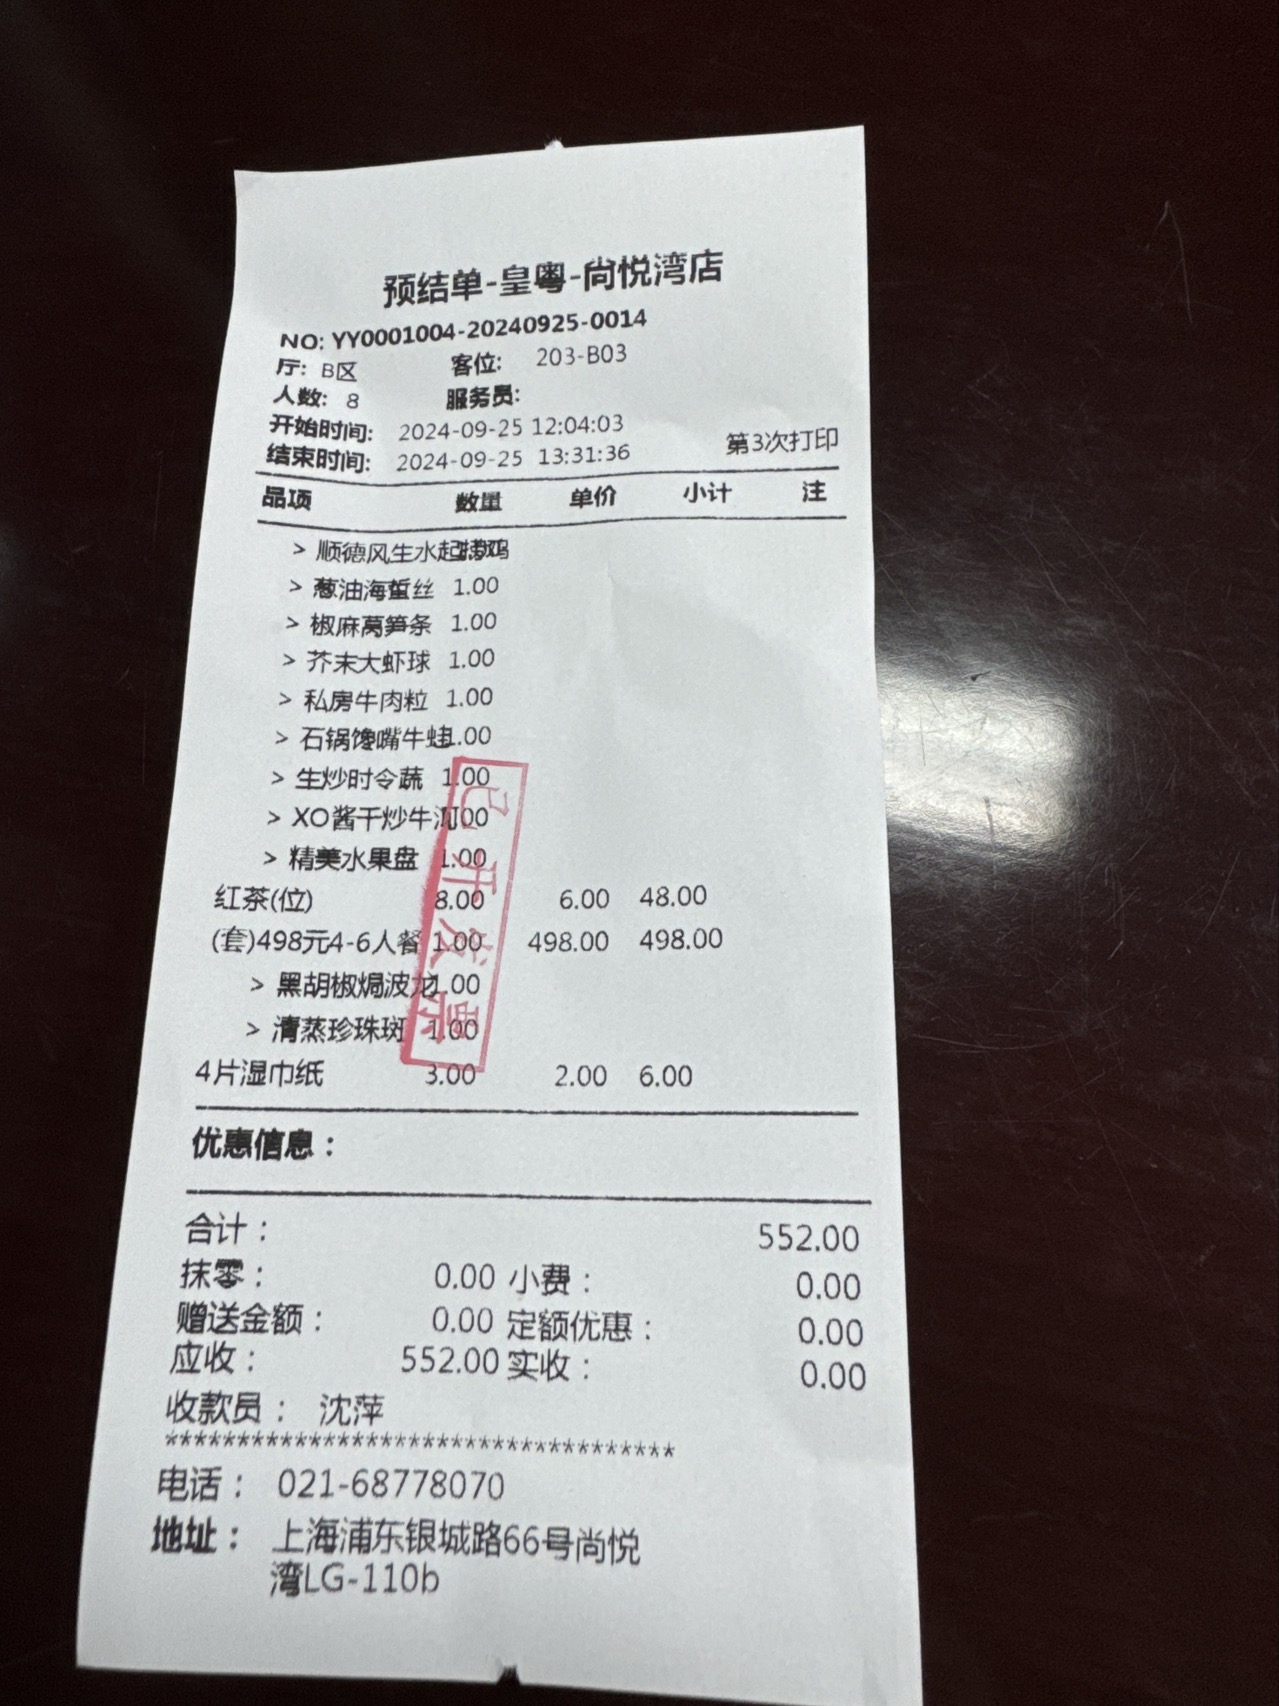 预结单-皇粤-尚悦湾店
NO: YY0001004-20240925-0014
厅: B区 客位: 203-B03
人数: 8 服务员:
开始时间: 2024-09-25 12:04:03
结束时间: 2024-09-25 13:31:36 第3次打印
品项 数量 单价 小计 注
> 顺德风生水起捞鸡
> 葱油海蜇丝 1.00
> 椒麻莴笋条 1.00
> 芥末大虾球 1.00
> 私房牛肉粒 1.00
> 石锅馋嘴牛蛙1.00
> 生炒时令蔬 1.00
> XO酱干炒牛河1.00
> 精美水果盘 1.00
红茶(位) 8.00 6.00 48.00
(套)498元4-6人餐 1.00 498.00 498.00
> 黑胡椒焗波龙1.00
> 清蒸珍珠斑 1.00
4片湿巾纸 3.00 2.00 6.00
已开发票
优惠信息：
合计： 552.00
抹零： 0.00 小费： 0.00
赠送金额： 0.00 定额优惠： 0.00
应收： 552.00 实收： 0.00
收款员： 沈萍
************************************
电话： 021-68778070
地址： 上海浦东银城路66号尚悦
湾LG-110b